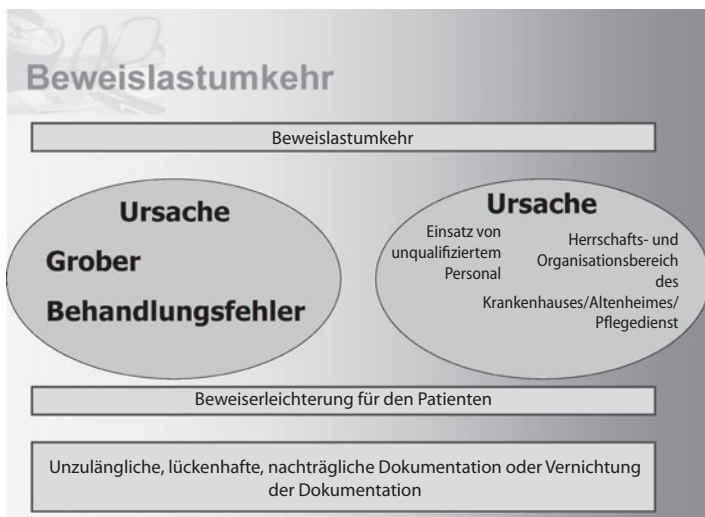 Beweislastumkehr
Beweislastumkehr
Ursache
Grober
Behandlungsfehler
Ursache
Einsatz von
unqualifiziertem
Personal
Herrschafts- und
Organisationsbereich
des
Krankenhauses/Altenheimes/
Pflegedienst
Beweiserleichterung für den Patienten
Unzulängliche, lückenhafte, nachträgliche Dokumentation oder Vernichtung
der Dokumentation